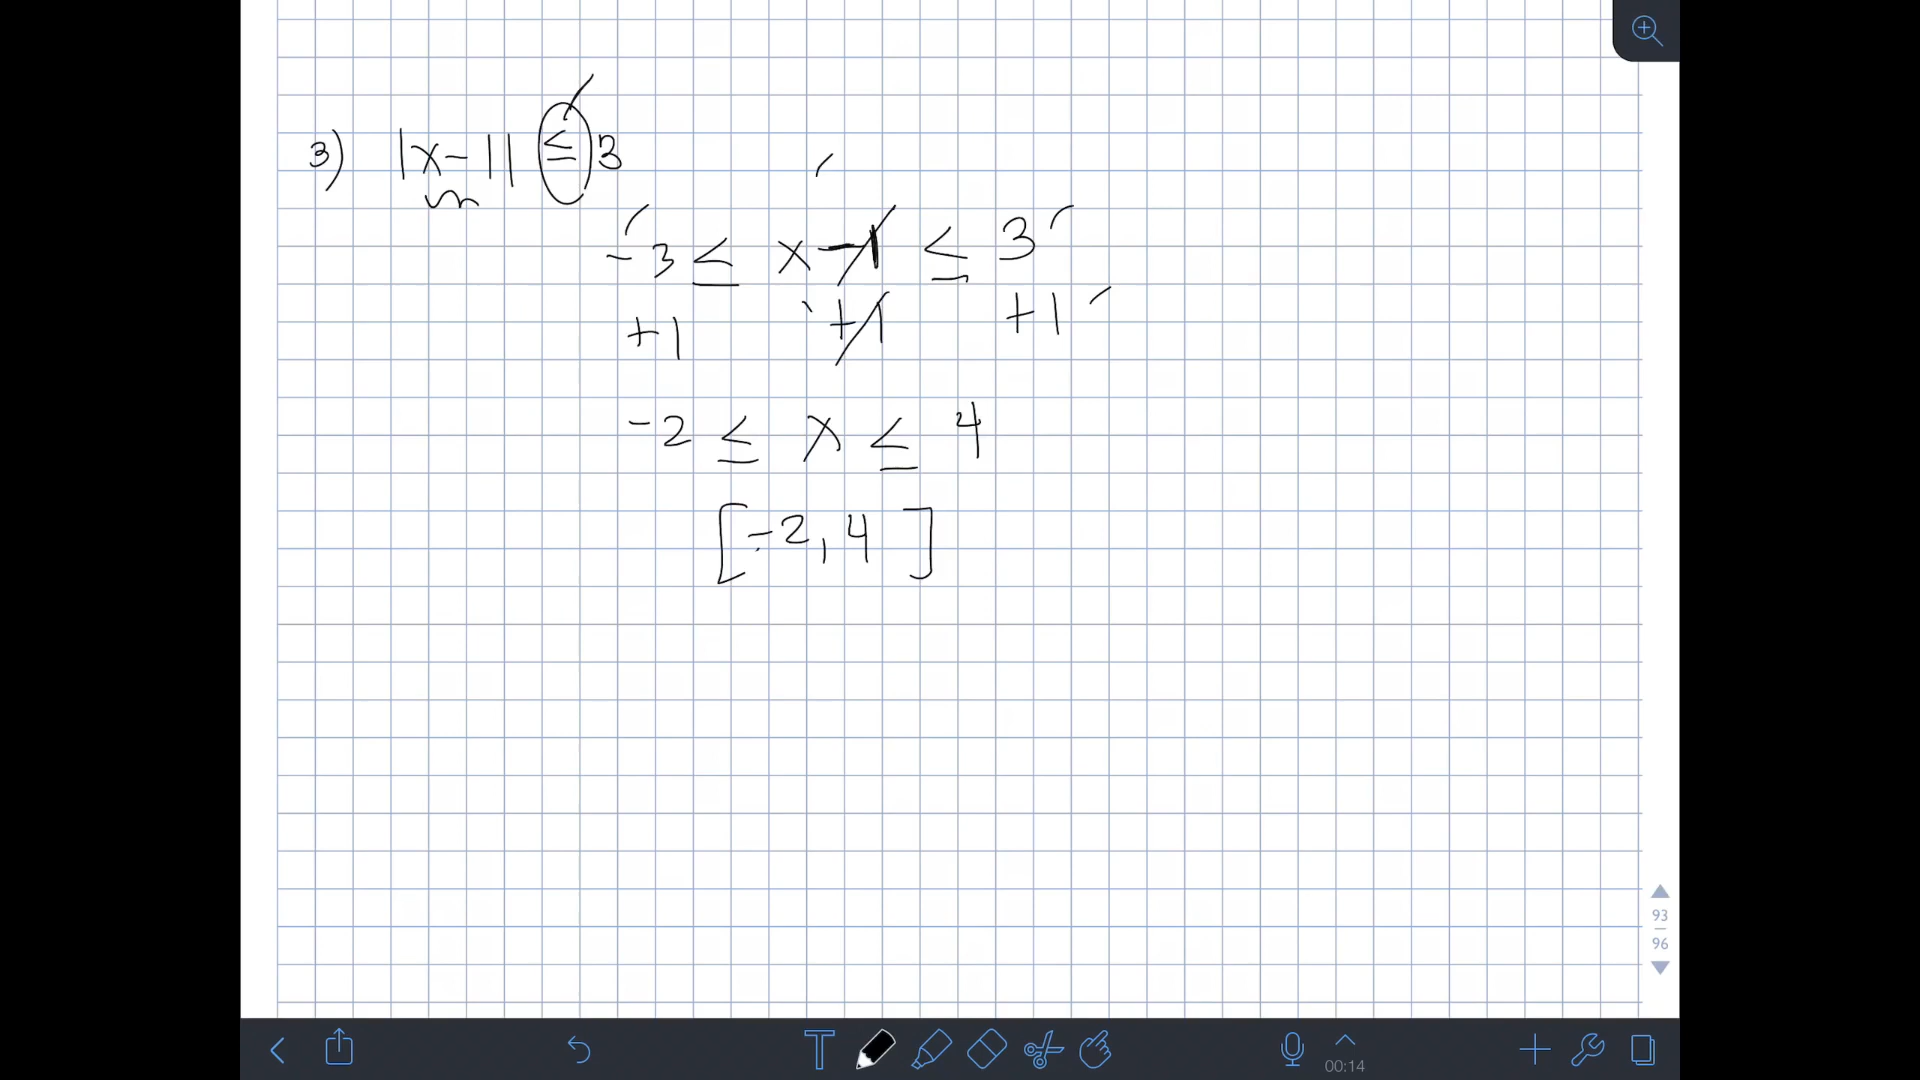 3) |x-1| ≤ 3
-3 ≤ x-1 ≤ 3
+1 +1 +1
-2 ≤ x ≤ 4
[-2,4]
93
96
T
00:14